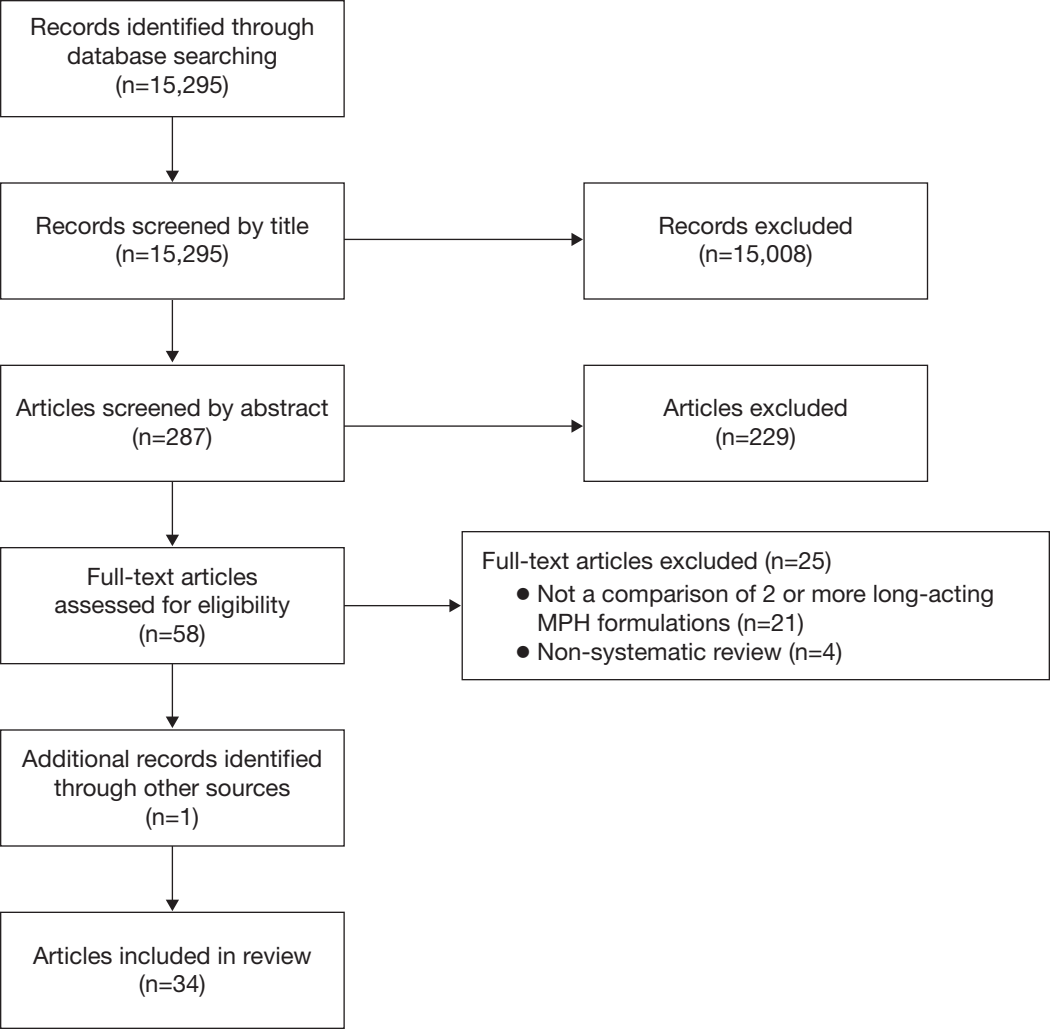 Records identified through
database searching
(n=15,295)
Records screened by title
(n=15,295)
Records excluded
(n=15,008)
Articles screened by abstract
(n=287)
Articles excluded
(n=229)
Full-text articles
assessed for eligibility
(n=58)
Full-text articles excluded (n=25)
● Not a comparison of 2 or more long-acting
MPH formulations (n=21)
● Non-systematic review (n=4)
Additional records identified
through other sources
(n=1)
Articles included in review
(n=34)